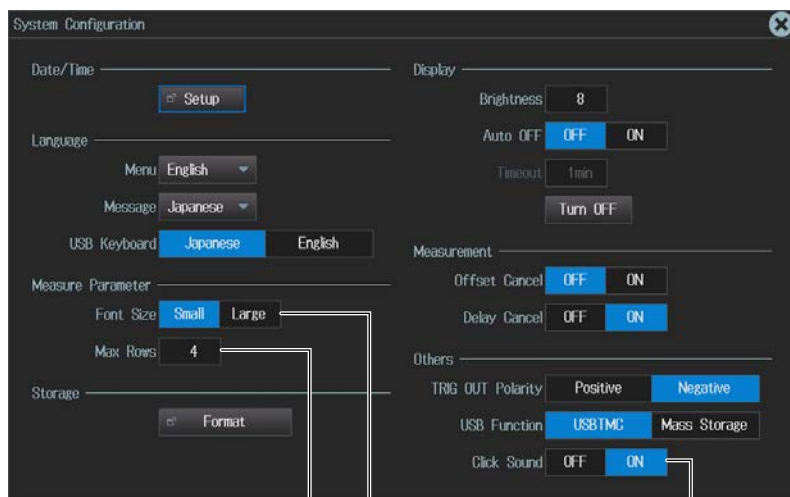 System Configuration
Date/Time
Setup
Language
Menu English
Message Japanese
USB Keyboard Japanese English
Measure Parameter
Font Size Small Large
Max Rows 4
Storage
Format
Display
Brightness 8
Auto OFF OFF ON
Timeout 1min
Turn OFF
Measurement
Offset Cancel OFF ON
Delay Cancel OFF ON
Others
TRIG OUT Polarity Positive Negative
USB Function USBTMC Mass Storage
Click Sound OFF ON